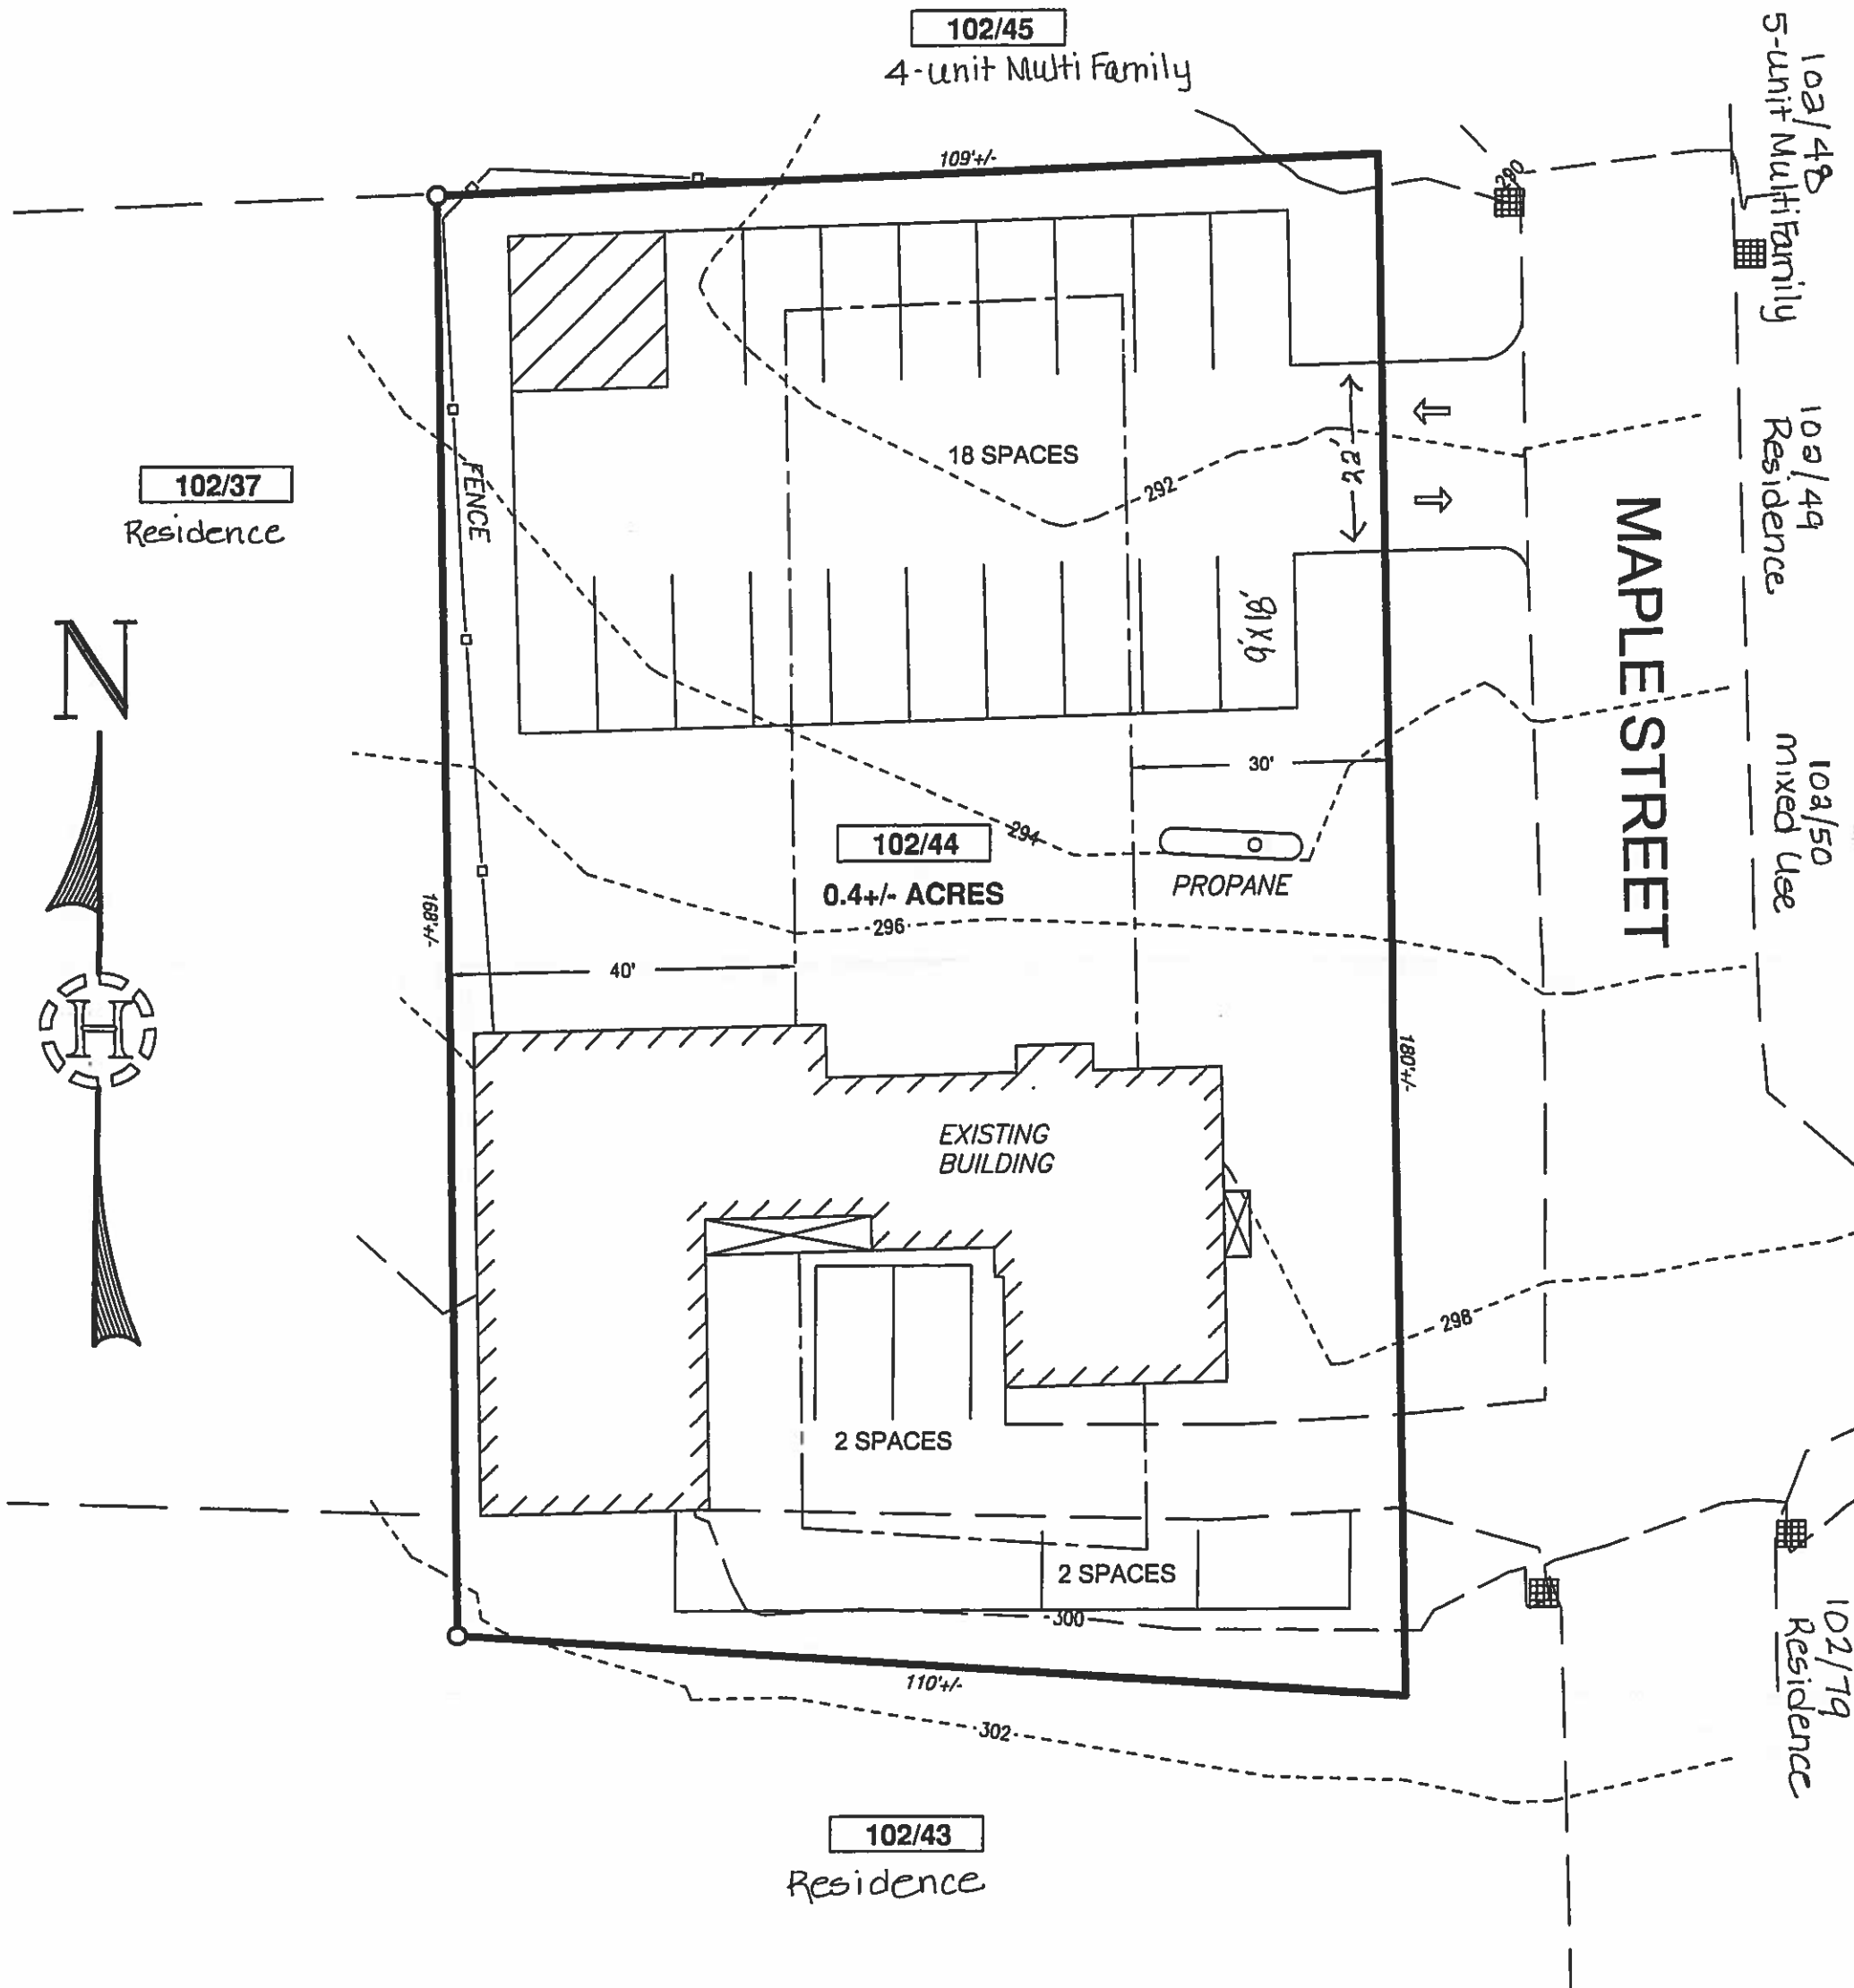 102/45
4-unit Multi Family
102/48
5-unit MultiFamily
109'+/-
290
102/37
Residence
FENCE
18 SPACES
292
22'
102/49
Residence
MAPLE STREET
9'X18'
N
30'
102/50
Mixed Use
102/44
294
0.4+/- ACRES
PROPANE
296
168'+/-
40'
H
180'+/-
EXISTING
BUILDING
298
2 SPACES
2 SPACES
300
110'+/-
302
102/79
Residence
102/43
Residence